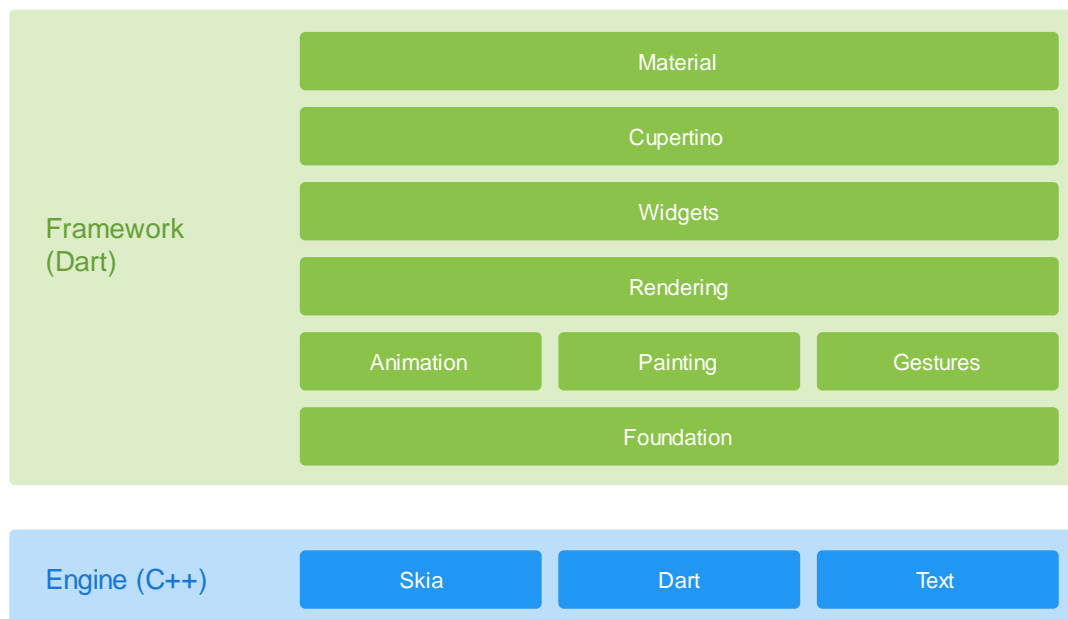 Material
Cupertino
Widgets
Framework
(Dart)
Rendering
Animation Painting Gestures
Foundation
Engine (C++) Skia Dart Text